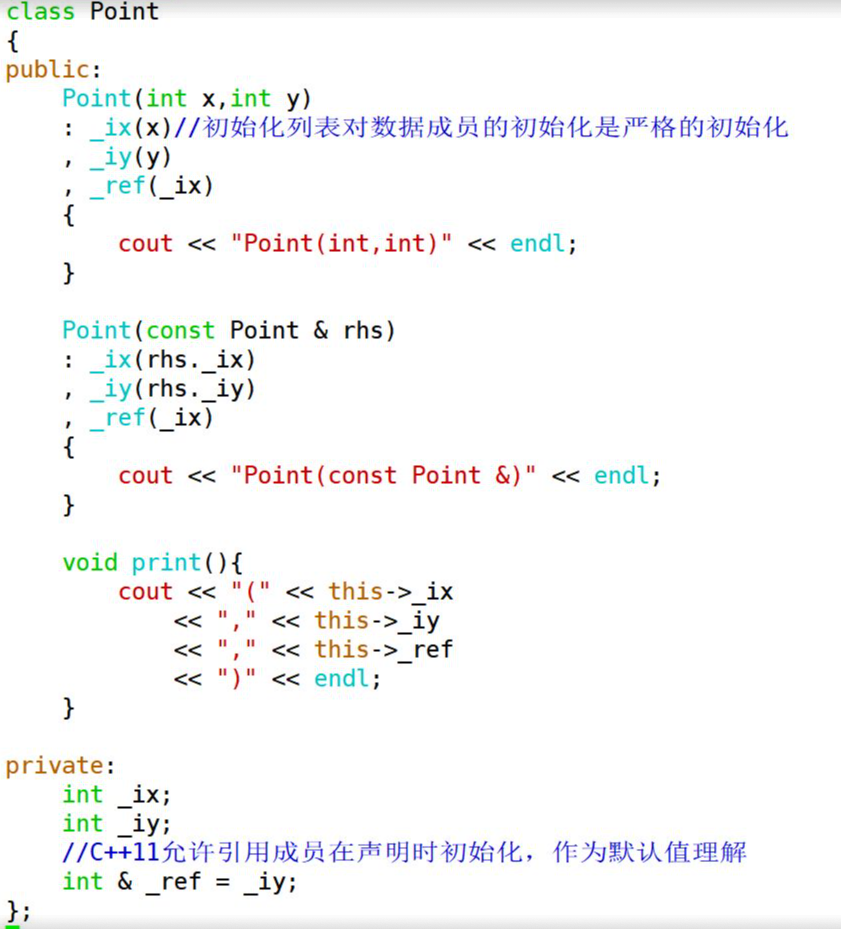 class Point
{
public:
    Point(int x,int y)
    : _ix(x)//初始化列表对数据成员的初始化是严格的初始化
    , _iy(y)
    , _ref(_ix)
    {
        cout << "Point(int,int)" << endl;
    }

    Point(const Point & rhs)
    : _ix(rhs._ix)
    , _iy(rhs._iy)
    , _ref(_ix)
    {
        cout << "Point(const Point &)" << endl;
    }

    void print(){
        cout << "(" << this->_ix
            << "," << this->_iy
            << "," << this->_ref
            << ")" << endl;
    }

private:
    int _ix;
    int _iy;
    //C++11允许引用成员在声明时初始化，作为默认值理解
    int & _ref = _iy;
};